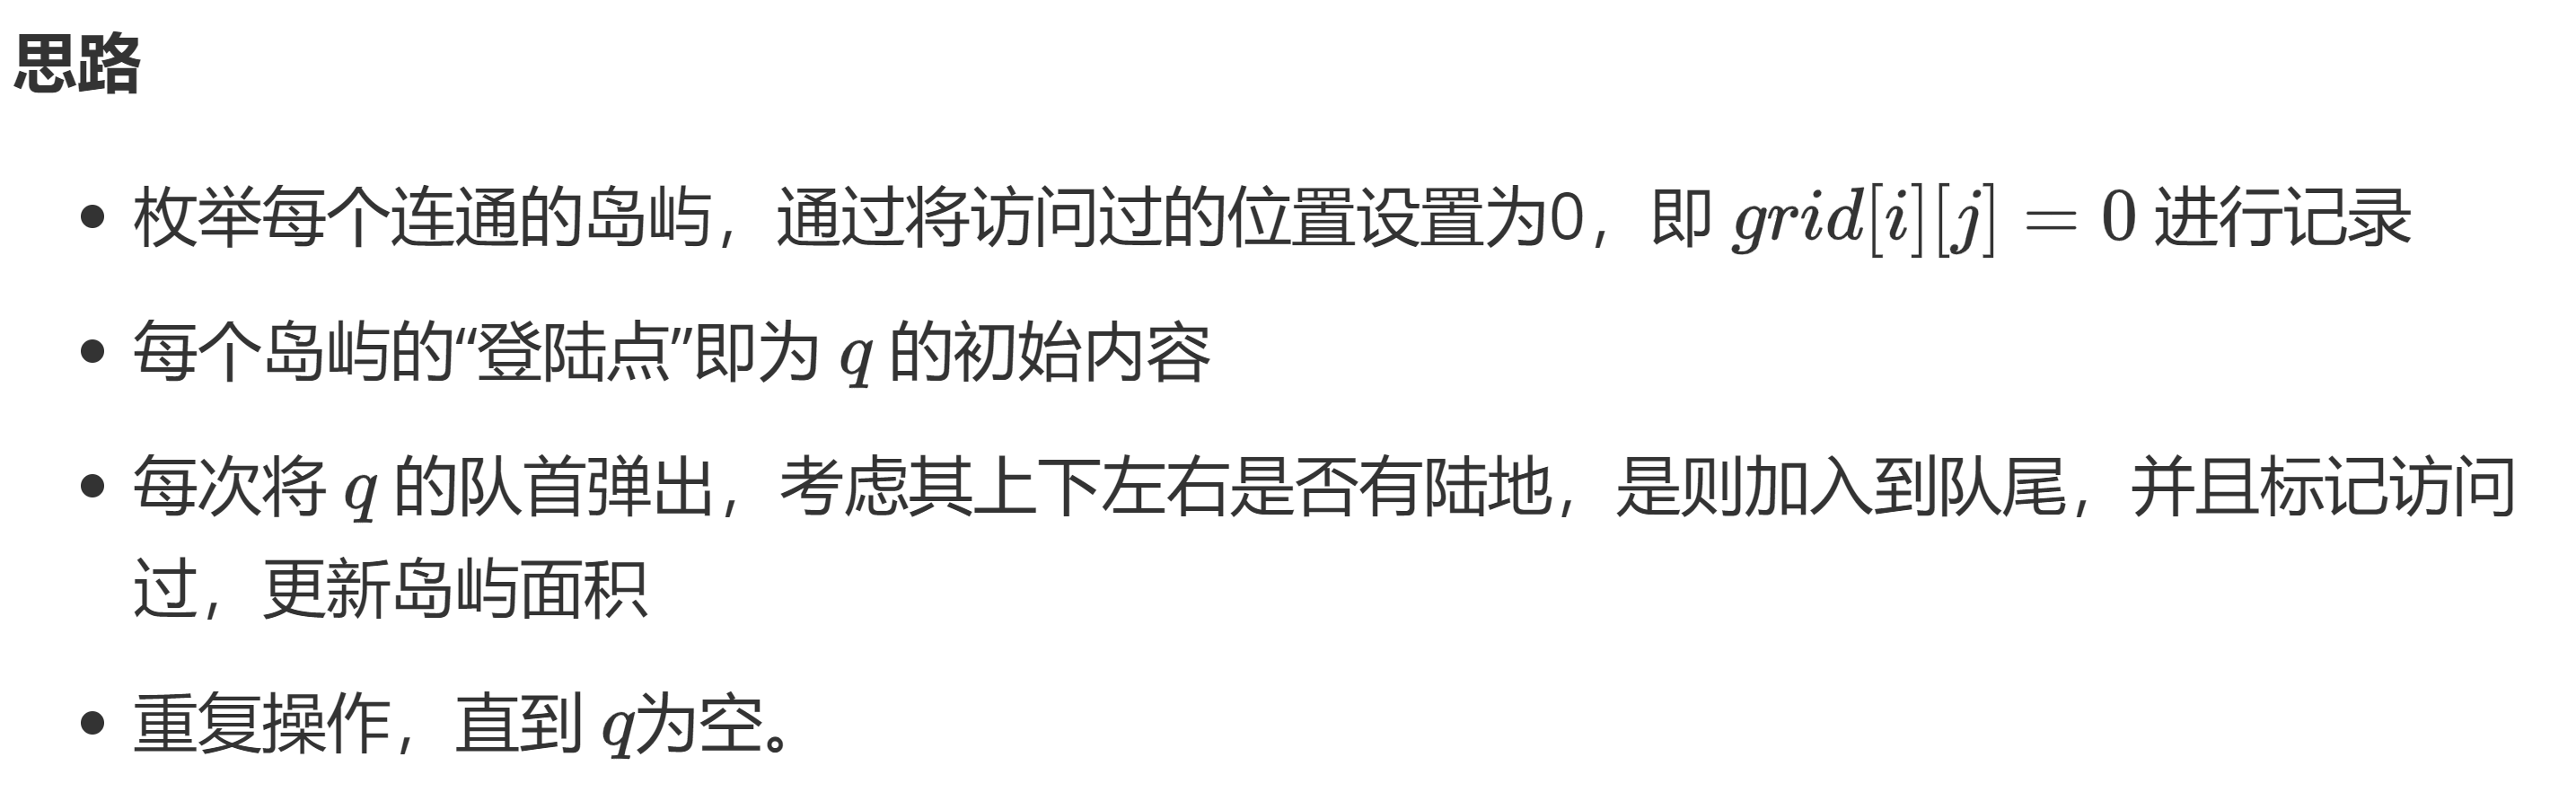 思路
• 枚举每个连通的岛屿，通过将访问过的位置设置为0，即 grid[i][j] = 0 进行记录
• 每个岛屿的“登陆点”即为 q 的初始内容
• 每次将 q 的队首弹出，考虑其上下左右是否有陆地，是则加入到队尾，并且标记访问
过，更新岛屿面积
• 重复操作，直到 q为空。